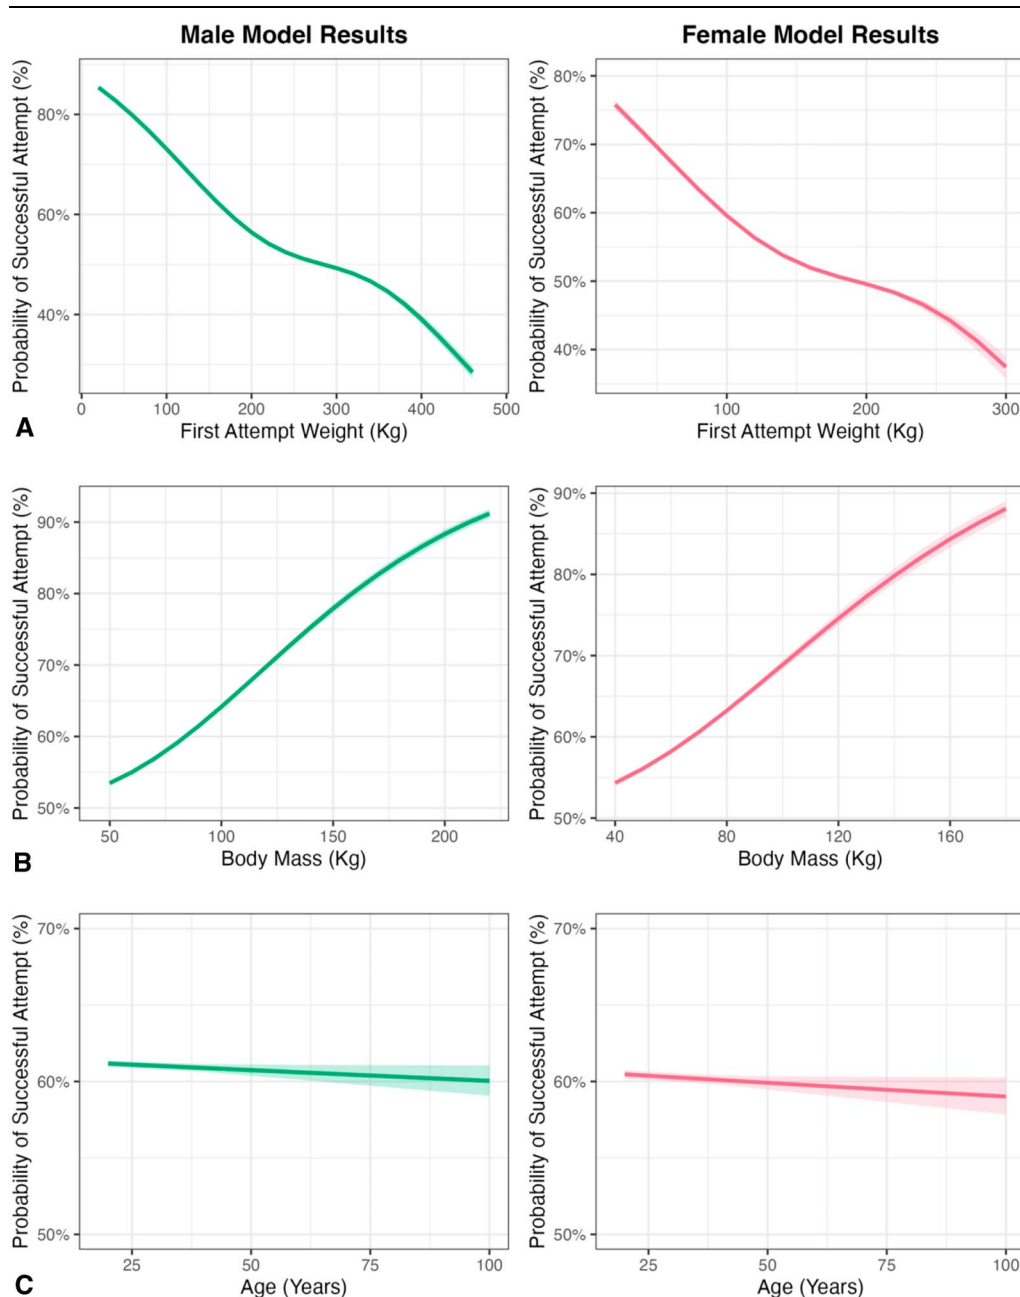 Male Model Results
Female Model Results
Probability of Successful Attempt (%)
80%
60%
40%
0 100 200 300 400 500
First Attempt Weight (Kg)
Probability of Successful Attempt (%)
80%
70%
60%
50%
40%
100 200 300
First Attempt Weight (Kg)
A
Probability of Successful Attempt (%)
90%
80%
70%
60%
50%
50 100 150 200
Body Mass (Kg)
Probability of Successful Attempt (%)
90%
80%
70%
60%
50%
40 80 120 160
Body Mass (Kg)
B
Probability of Successful Attempt (%)
70%
60%
50%
25 50 75 100
Age (Years)
Probability of Successful Attempt (%)
70%
60%
50%
25 50 75 100
Age (Years)
C